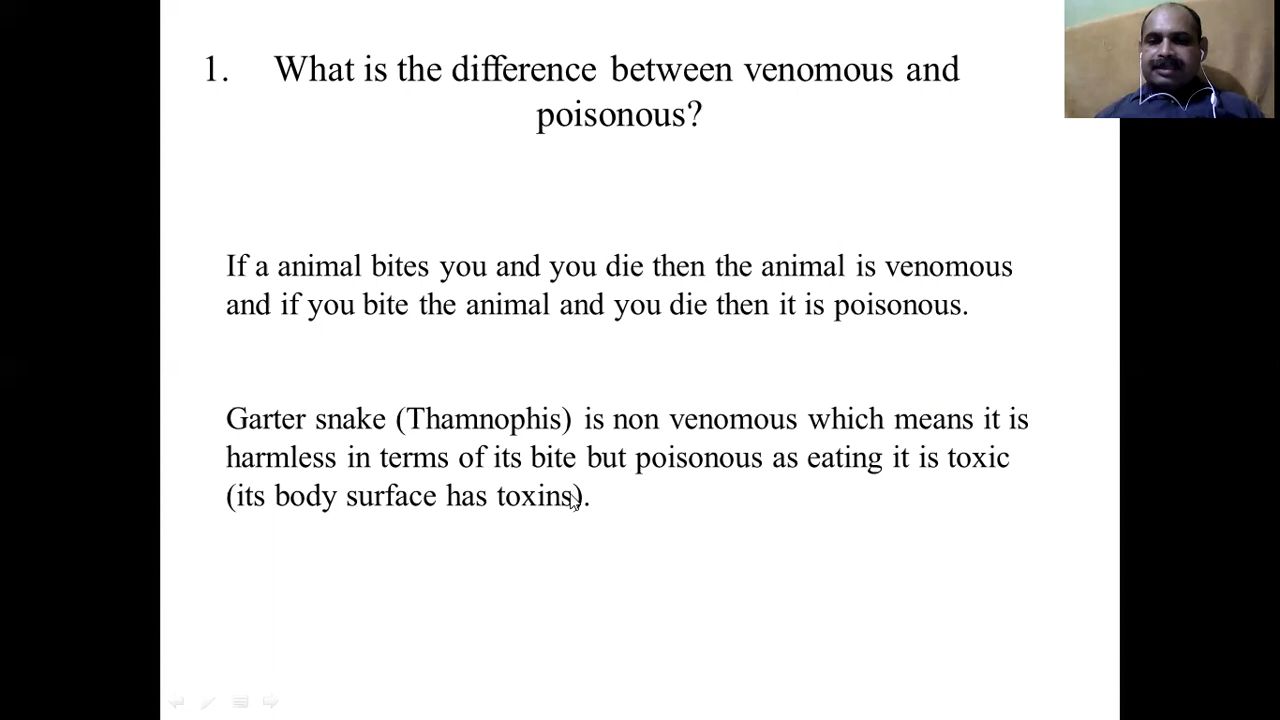 1. What is the difference between venomous and
poisonous?
If a animal bites you and you die then the animal is venomous
and if you bite the animal and you die then it is poisonous.
Garter snake (Thamnophis) is non venomous which means it is
harmless in terms of its bite but poisonous as eating it is toxic
(its body surface has toxins).